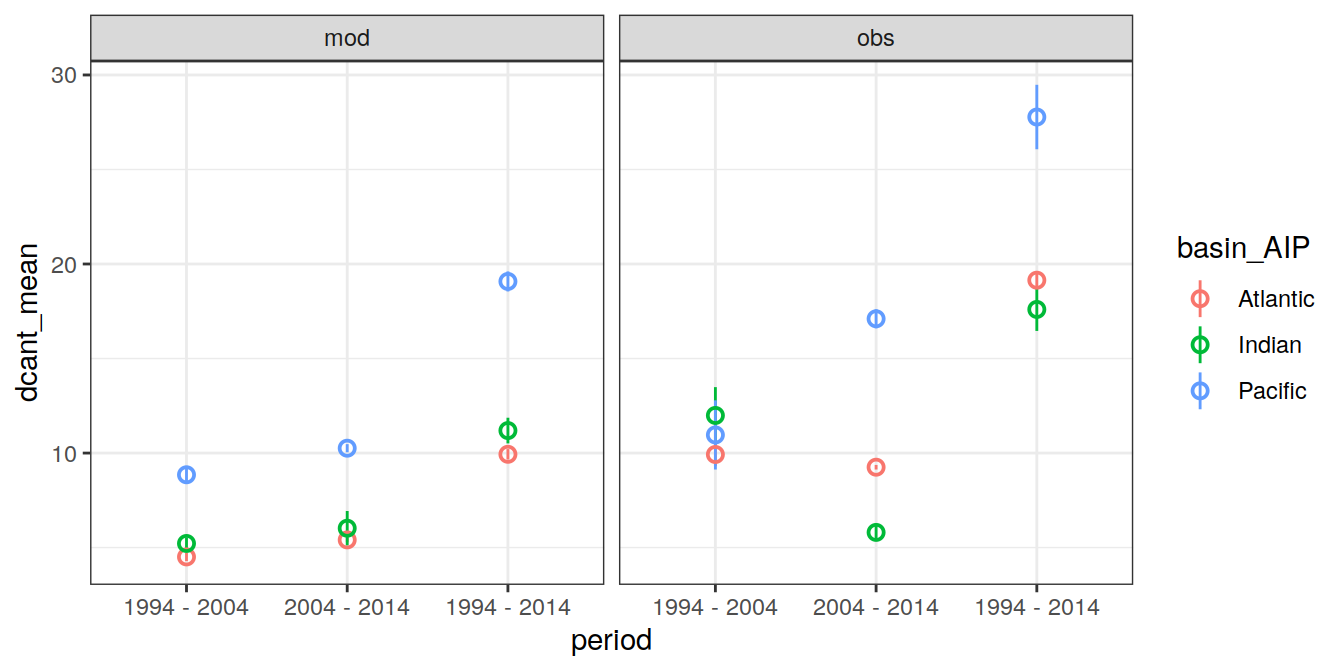 mod
obs
30
20
10
dcant_mean
1994 - 2004
2004 - 2014
1994 - 2014
1994 - 2004
2004 - 2014
1994 - 2014
period
basin_AIP
Atlantic
Indian
Pacific